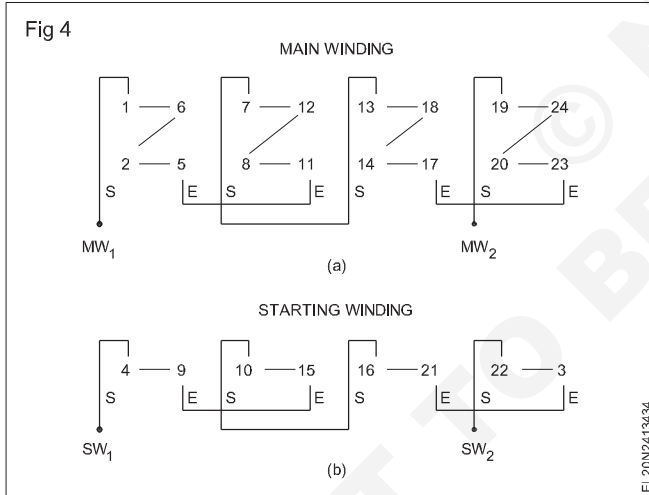 Fig 4
MAIN WINDING
1 6 7 12 13 18 19 24
2 5 8 11 14 17 20 23
S E S E S E S E
MW1 MW2
(a)
STARTING WINDING
4 9 10 15 16 21 22 3
S E S E S E S E
SW1 SW2
(b)
EL20N2413434